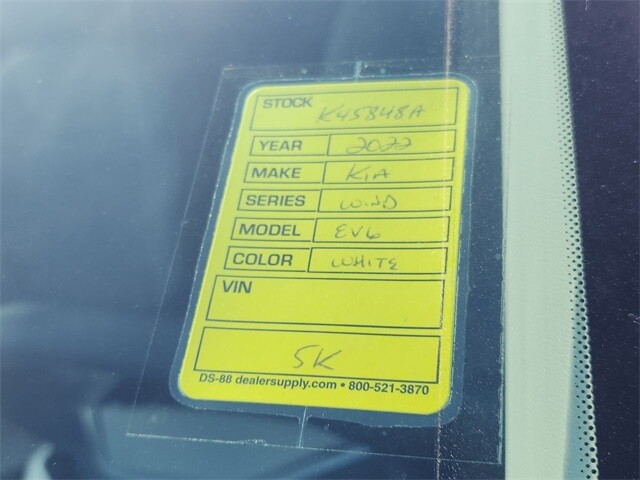 STOCK K45848A
YEAR 2022
MAKE KIA
SERIES WIND
MODEL EV6
COLOR WHITE
VIN
5K
DS-88 dealersupply.com • 800-521-3870